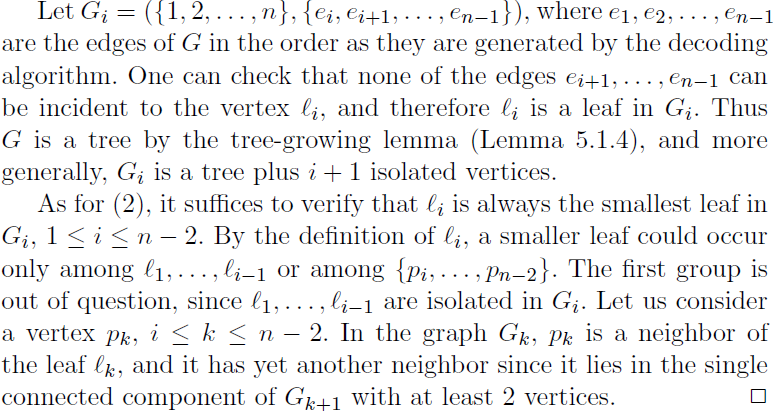 Let G_i = ({1, 2, . . . , n}, {e_i, e_{i+1}, . . . , e_{n−1}}), where e_1, e_2, . . . , e_{n−1}
are the edges of G in the order as they are generated by the decoding
algorithm. One can check that none of the edges e_{i+1}, . . . , e_{n−1} can
be incident to the vertex ℓ_i, and therefore ℓ_i is a leaf in G_i. Thus
G is a tree by the tree-growing lemma (Lemma 5.1.4), and more
generally, G_i is a tree plus i + 1 isolated vertices.
As for (2), it suffices to verify that ℓ_i is always the smallest leaf in
G_i, 1 ≤ i ≤ n − 2. By the definition of ℓ_i, a smaller leaf could occur
only among ℓ_1, . . . , ℓ_{i−1} or among {p_i, . . . , p_{n−2}}. The first group is
out of question, since ℓ_1, . . . , ℓ_{i−1} are isolated in G_i. Let us consider
a vertex p_k, i ≤ k ≤ n − 2. In the graph G_k, p_k is a neighbor of
the leaf ℓ_k, and it has yet another neighbor since it lies in the single
connected component of G_{k+1} with at least 2 vertices. □